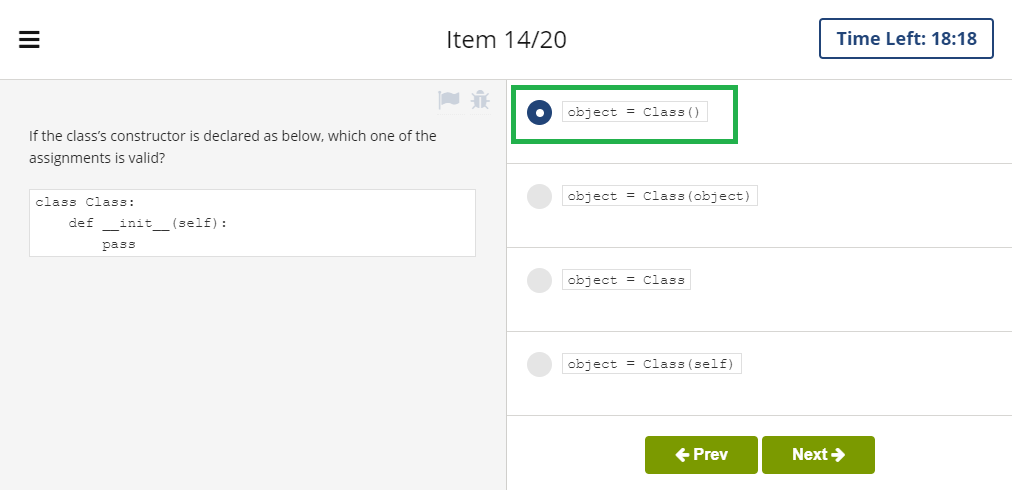 Item 14/20
Time Left: 18:18
If the class's constructor is declared as below, which one of the
assignments is valid?
class Class:
    def __init__(self):
        pass
object = Class()
object = Class(object)
object = Class
object = Class(self)
Prev
Next